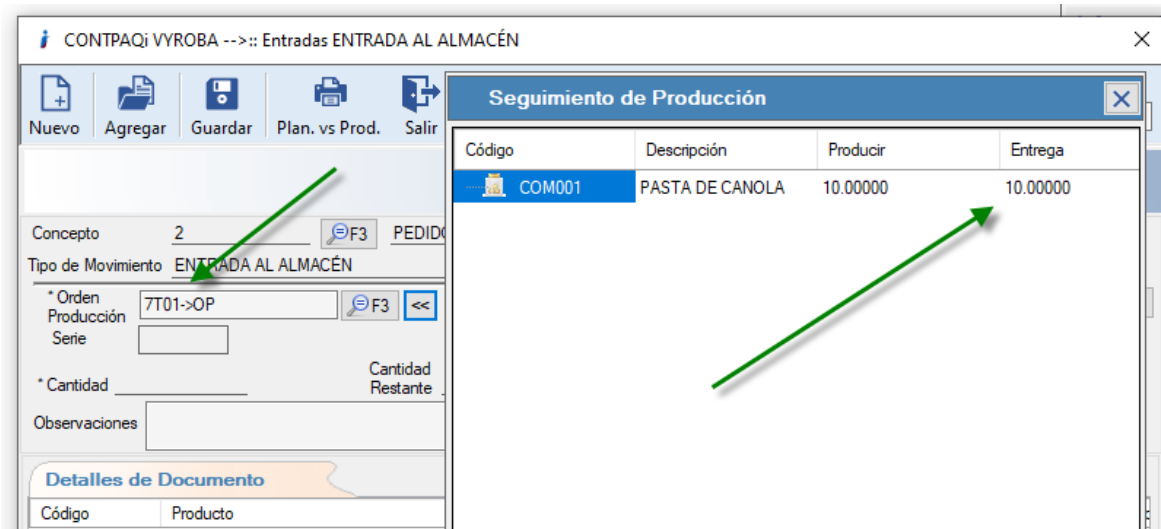 CONTPAQi VYROBA -->:: Entradas ENTRADA AL ALMACÉN
Nuevo Agregar Guardar Plan. vs Prod. Salir
Seguimiento de Producción
Código Descripción Producir Entrega
COM001 PASTA DE CANOLA 10.00000 10.00000
Concepto 2 F3
Tipo de Movimiento ENTRADA AL ALMACÉN
* Orden
Producción 7T01->OP F3 <<
Serie
* Cantidad Cantidad
Restante
Observaciones
Detalles de Documento
Código Producto